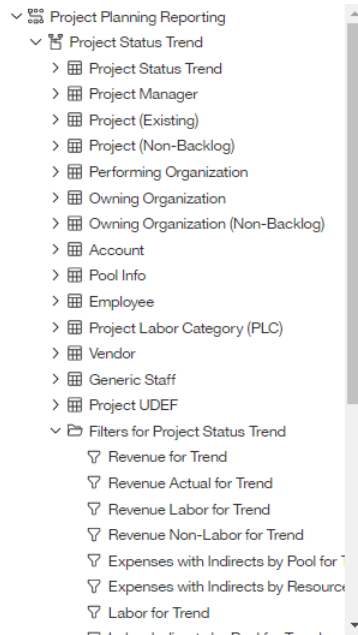 Project Planning Reporting
Project Status Trend
Project Status Trend
Project Manager
Project (Existing)
Project (Non-Backlog)
Performing Organization
Owning Organization
Owning Organization (Non-Backlog)
Account
Pool Info
Employee
Project Labor Category (PLC)
Vendor
Generic Staff
Project UDEF
Filters for Project Status Trend
Revenue for Trend
Revenue Actual for Trend
Revenue Labor for Trend
Revenue Non-Labor for Trend
Expenses with Indirects by Pool for
Expenses with Indirects by Resource
Labor for Trend